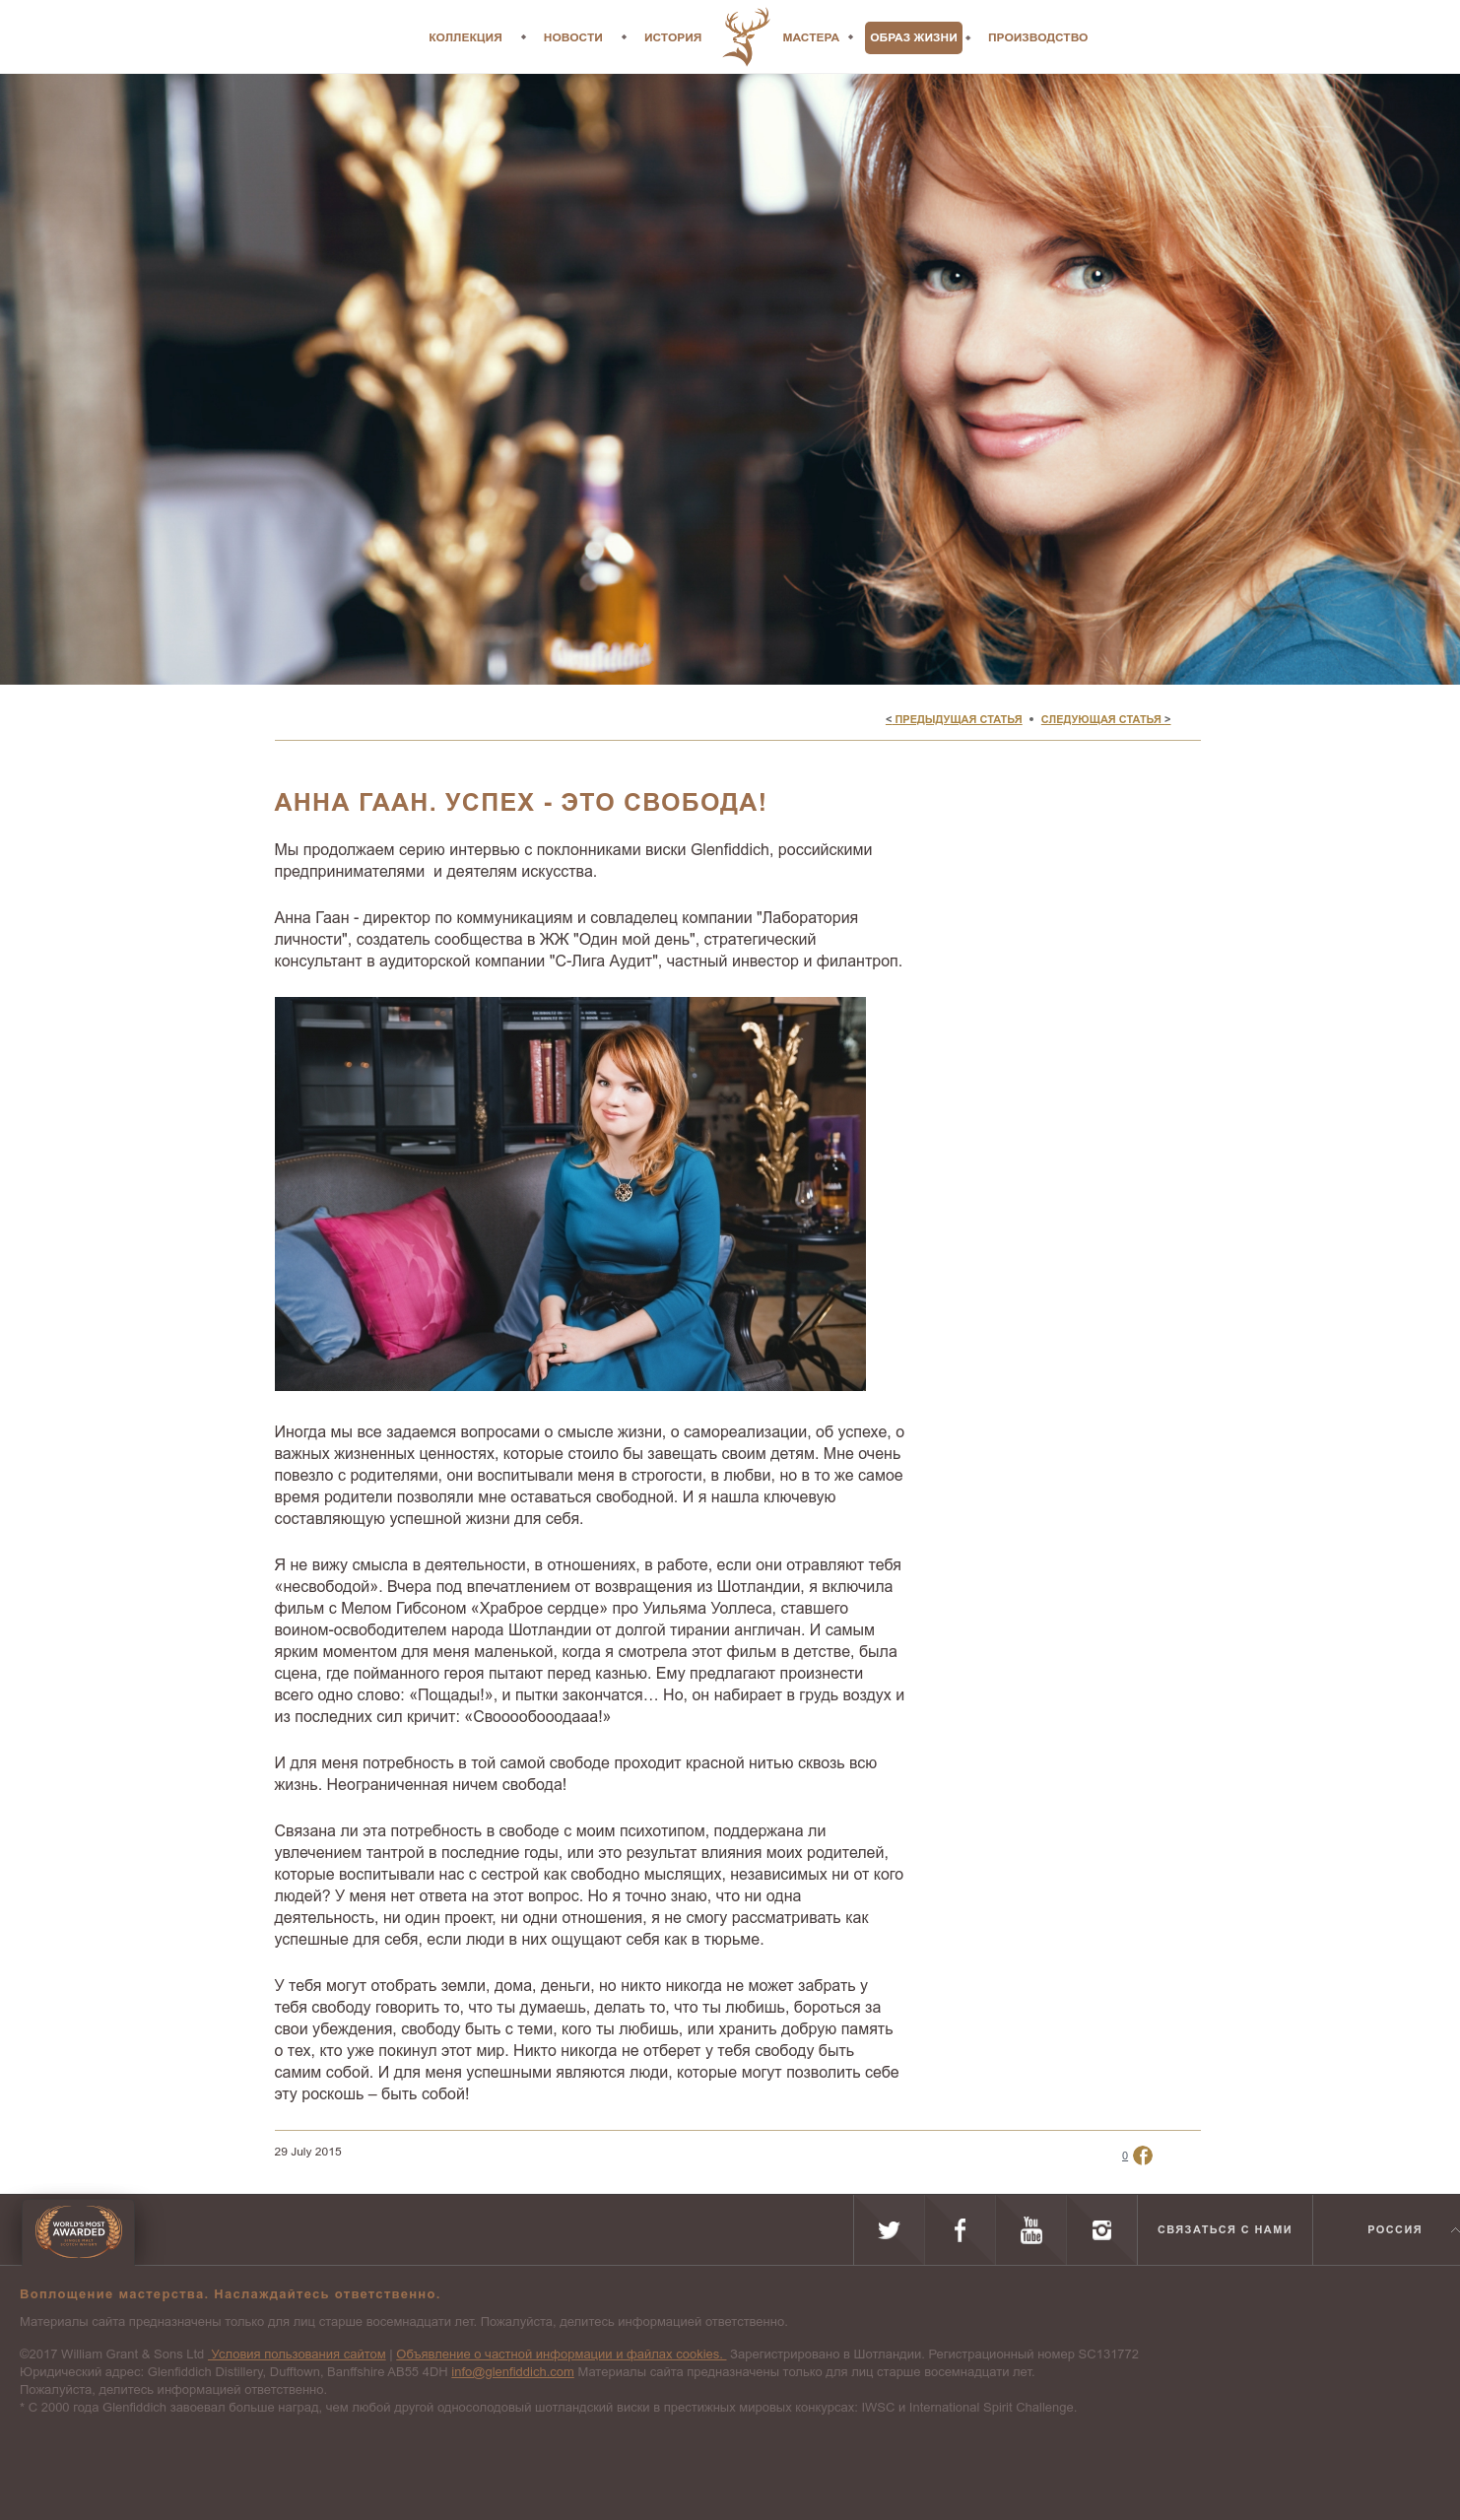 КОЛЛЕКЦИЯ • НОВОСТИ • ИСТОРИЯ МАСТЕРА • ОБРАЗ ЖИЗНИ • ПРОИЗВОДСТВО
Glenfiddich
< ПРЕДЫДУЩАЯ СТАТЬЯ • СЛЕДУЮЩАЯ СТАТЬЯ >
АННА ГААН. УСПЕХ - ЭТО СВОБОДА!
Мы продолжаем серию интервью с поклонниками виски Glenfiddich, российскими
предпринимателями  и деятелям искусства.
Анна Гаан - директор по коммуникациям и совладелец компании "Лаборатория
личности", создатель сообщества в ЖЖ "Один мой день", стратегический
консультант в аудиторской компании "С-Лига Аудит", частный инвестор и филантроп.
Иногда мы все задаемся вопросами о смысле жизни, о самореализации, об успехе, о
важных жизненных ценностях, которые стоило бы завещать своим детям. Мне очень
повезло с родителями, они воспитывали меня в строгости, в любви, но в то же самое
время родители позволяли мне оставаться свободной. И я нашла ключевую
составляющую успешной жизни для себя.
Я не вижу смысла в деятельности, в отношениях, в работе, если они отравляют тебя
«несвободой». Вчера под впечатлением от возвращения из Шотландии, я включила
фильм с Мелом Гибсоном «Храброе сердце» про Уильяма Уоллеса, ставшего
воином-освободителем народа Шотландии от долгой тирании англичан. И самым
ярким моментом для меня маленькой, когда я смотрела этот фильм в детстве, была
сцена, где пойманного героя пытают перед казнью. Ему предлагают произнести
всего одно слово: «Пощады!», и пытки закончатся… Но, он набирает в грудь воздух и
из последних сил кричит: «Своооobооодааа!»
И для меня потребность в той самой свободе проходит красной нитью сквозь всю
жизнь. Неограниченная ничем свобода!
Связана ли эта потребность в свободе с моим психотипом, поддержана ли
увлечением тантрой в последние годы, или это результат влияния моих родителей,
которые воспитывали нас с сестрой как свободно мыслящих, независимых ни от кого
людей? У меня нет ответа на этот вопрос. Но я точно знаю, что ни одна
деятельность, ни один проект, ни одни отношения, я не смогу рассматривать как
успешные для себя, если люди в них ощущают себя как в тюрьме.
У тебя могут отобрать земли, дома, деньги, но никто никогда не может забрать у
тебя свободу говорить то, что ты думаешь, делать то, что ты любишь, бороться за
свои убеждения, свободу быть с теми, кого ты любишь, или хранить добрую память
о тех, кто уже покинул этот мир. Никто никогда не отберет у тебя свободу быть
самим собой. И для меня успешными являются люди, которые могут позволить себе
эту роскошь – быть собой!
29 July 2015
0
WORLD'S MOST
AWARDED
SINGLE MALT
SCOTCH WHISKY
You
Tube
СВЯЗАТЬСЯ С НАМИ
РОССИЯ
Воплощение мастерства. Наслаждайтесь ответственно.
Материалы сайта предназначены только для лиц старше восемнадцати лет. Пожалуйста, делитесь информацией ответственно.
©2017 William Grant & Sons Ltd  Условия пользования сайтом | Объявление о частной информации и файлах cookies.  Зарегистрировано в Шотландии. Регистрационный номер SC131772
Юридический адрес: Glenfiddich Distillery, Dufftown, Banffshire AB55 4DH info@glenfiddich.com Материалы сайта предназначены только для лиц старше восемнадцати лет.
Пожалуйста, делитесь информацией ответственно.
* С 2000 года Glenfiddich завоевал больше наград, чем любой другой односолодовый шотландский виски в престижных мировых конкурсах: IWSC и International Spirit Challenge.